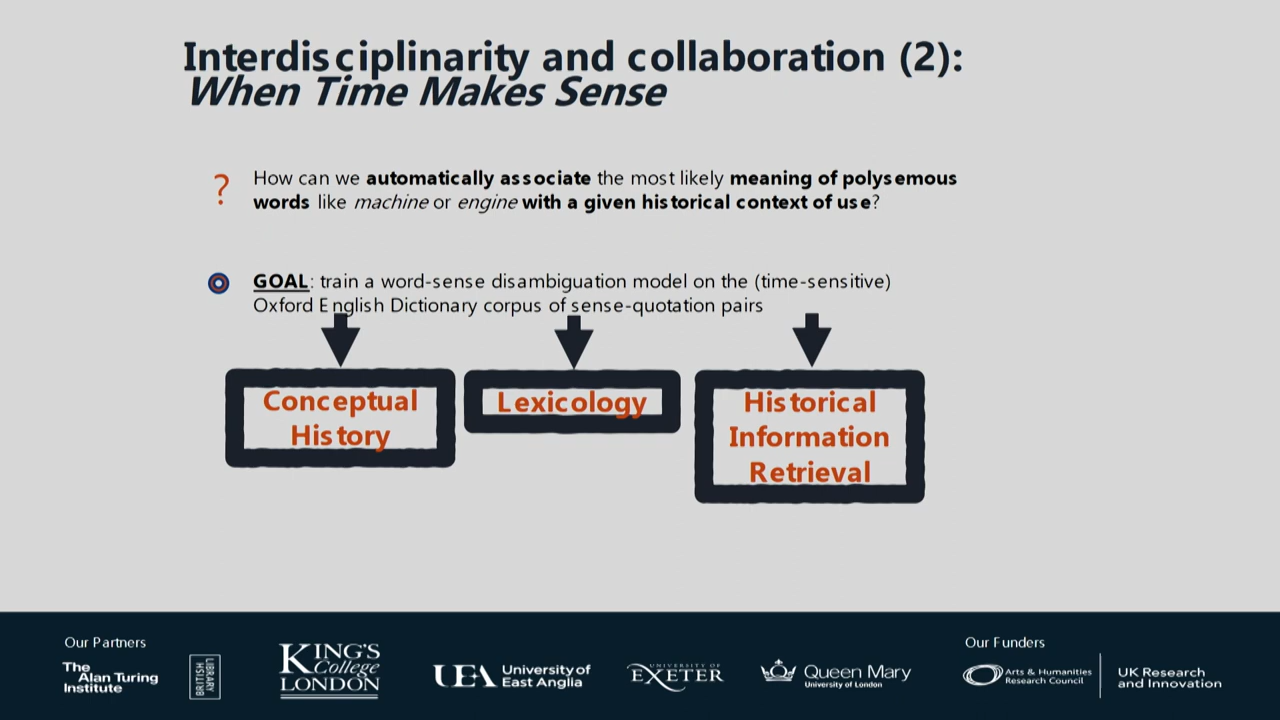 Interdisciplinarity and collaboration (2):
When Time Makes Sense
? How can we automatically associate the most likely meaning of polysemous
words like machine or engine with a given historical context of use?
GOAL: train a word-sense disambiguation model on the (time-sensitive)
Oxford English Dictionary corpus of sense-quotation pairs
Conceptual
History
Lexicology
Historical
Information
Retrieval
Our Partners
The
Alan Turing
Institute
BRITISH
LIBRARY
KING'S
College
LONDON
UEA University of
East Anglia
UNIVERSITY OF
EXETER
Queen Mary
University of London
Our Funders
Arts & Humanities
Research Council
UK Research
and Innovation